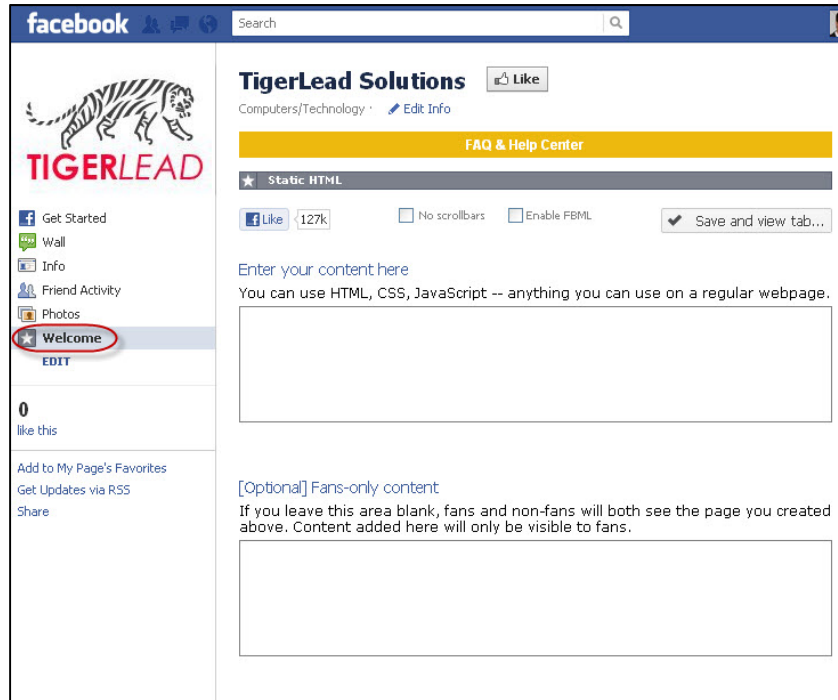 facebook
Search
TIGERLEAD
Get Started
Wall
Info
Friend Activity
Photos
Welcome
EDIT
0
like this
Add to My Page's Favorites
Get Updates via RSS
Share
TigerLead Solutions
Like
Computers/Technology · Edit Info
FAQ & Help Center
Static HTML
Like 127k No scrollbars Enable FBML Save and view tab...
Enter your content here
You can use HTML, CSS, JavaScript -- anything you can use on a regular webpage.
[Optional] Fans-only content
If you leave this area blank, fans and non-fans will both see the page you created
above. Content added here will only be visible to fans.